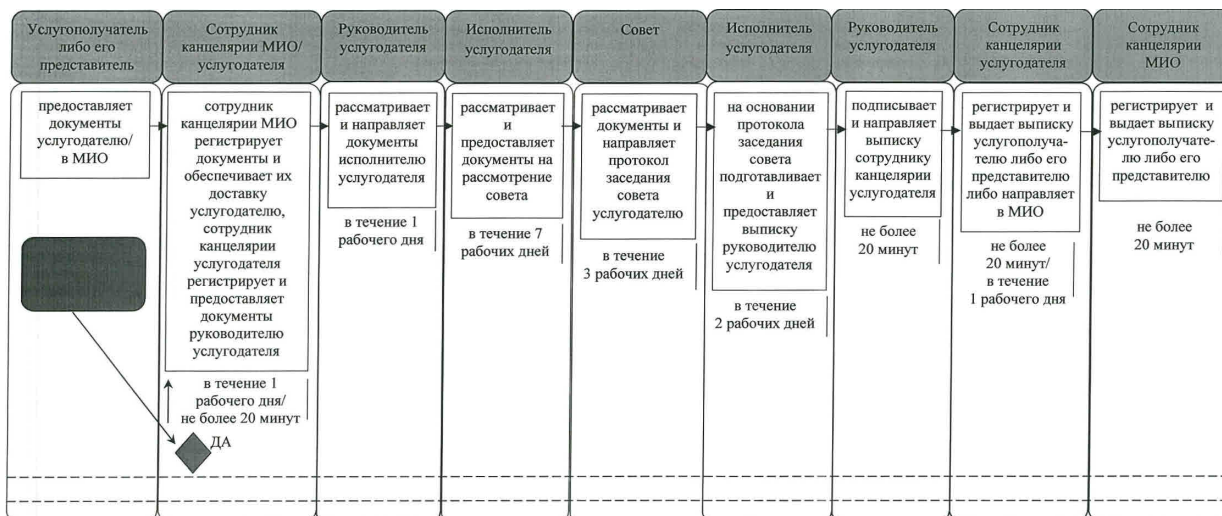 Услугополучатель
либо его
представитель
Сотрудник
канцелярии МИО/
услугодателя
Руководитель
услугодателя
Исполнитель
услугодателя
Совет
Исполнитель
услугодателя
Руководитель
услугодателя
Сотрудник
канцелярии
услугодателя
Сотрудник
канцелярии
МИО
предоставляет
документы
услугодателю/
в МИО
сотрудник
канцелярии МИО
регистрирует
документы и
обеспечивает их
доставку
услугодателю,
сотрудник
канцелярии
услугодателя
регистрирует и
предоставляет
документы
руководителю
услугодателя
в течение 1
рабочего дня/
не более 20 минут
ДА
рассматривает
и направляет
документы
исполнителю
услугодателя
в течение 1
рабочего дня
рассматривает
и
предоставляет
документы на
рассмотрение
совета
в течение 7
рабочих дней
рассматривает
документы и
направляет
протокол
заседания
совета
услугодателю
в течение
3 рабочих дней
на основании
протокола
заседания
совета
подготавливает
и
предоставляет
выписку
руководителю
услугодателя
в течение
2 рабочих дней
подписывает
и направляет
выписку
сотруднику
канцелярии
услугодателя
не более
20 минут
регистрирует и
выдает выписку
услугополуча-
телю либо его
представителю
либо направляет
в МИО
не более
20 минут/
в течение
1 рабочего дня
регистрирует и
выдает выписку
услугополучате-
лю либо его
представителю
не более
20 минут